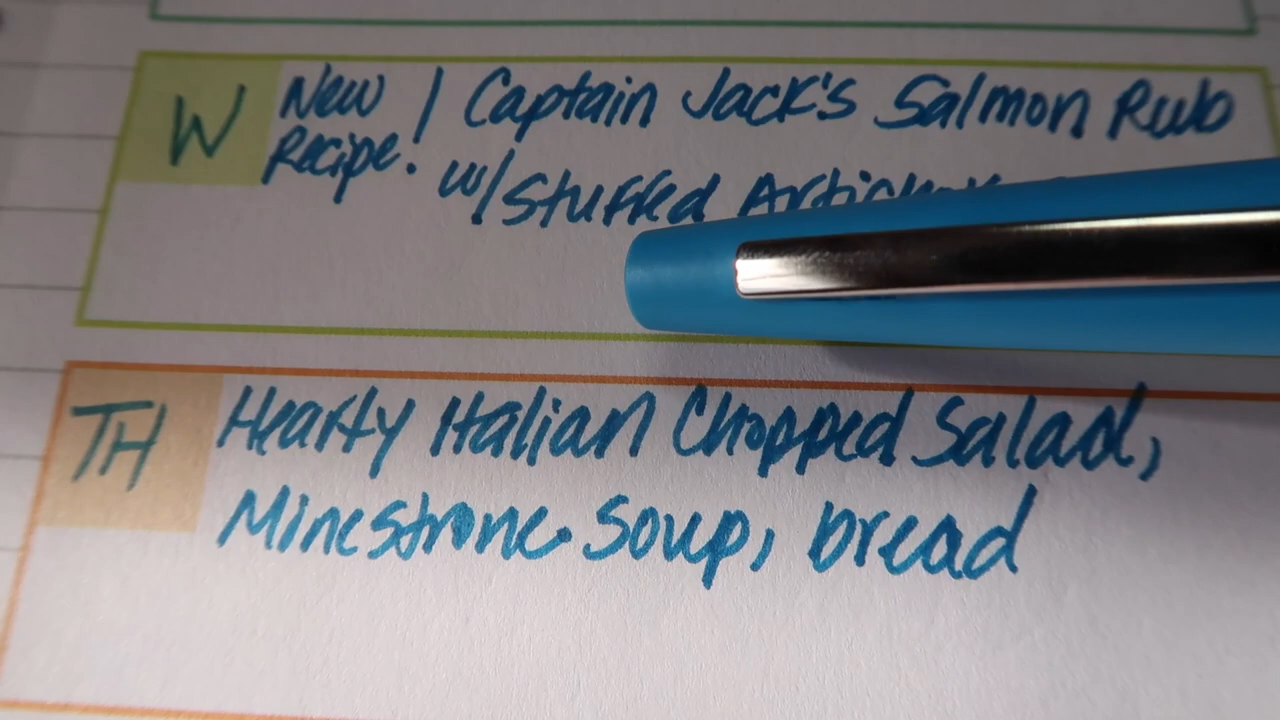 W
New Recipe! Captain Jack's Salmon Rub
w/ Stuffed
TH
Hearty Italian Chopped Salad,
Minestrone Soup, bread